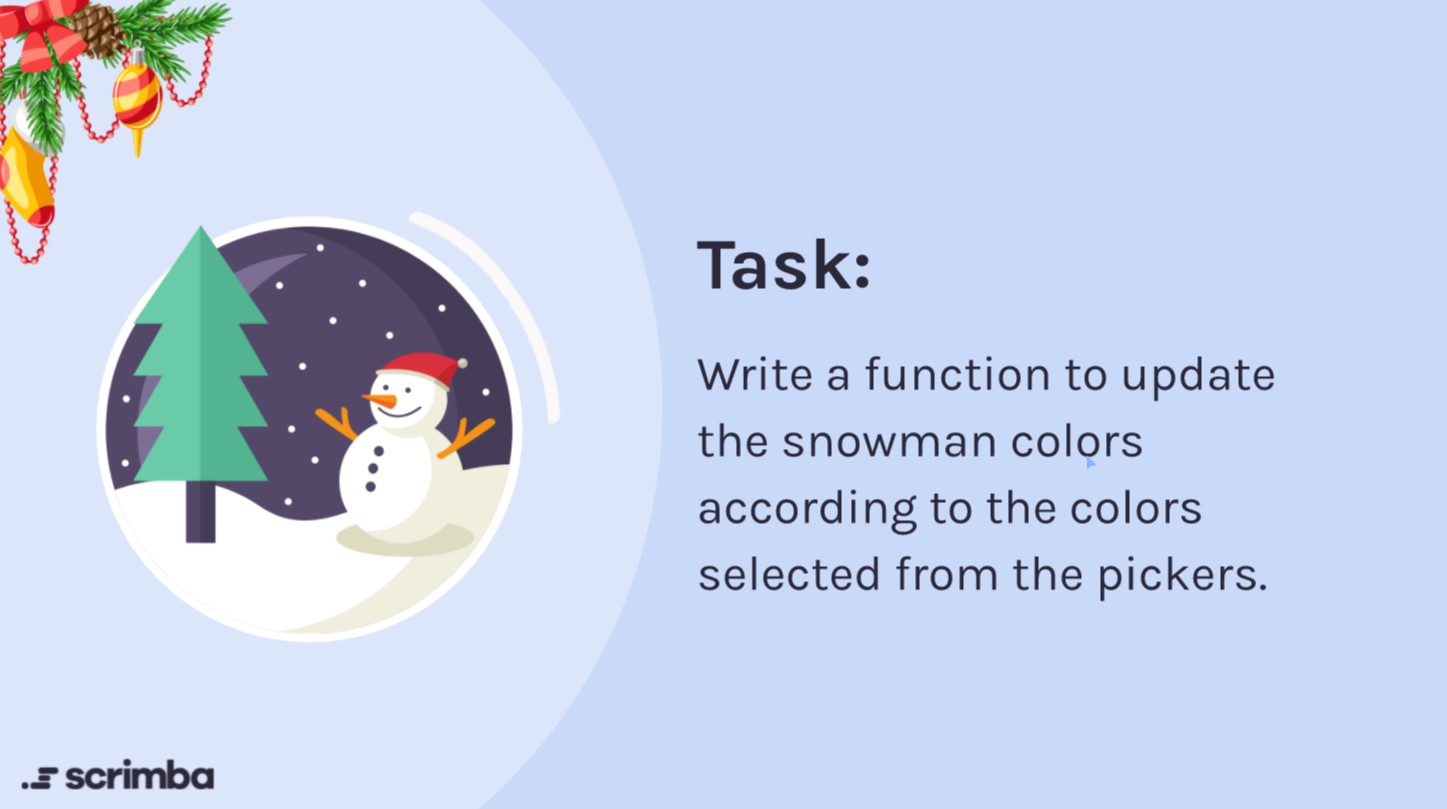 Task:
Write a function to update
the snowman colors
according to the colors
selected from the pickers.
scrimba